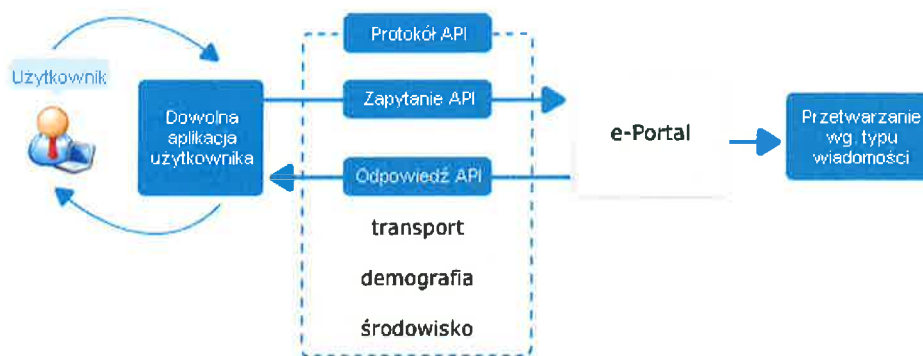 Użytkownik
Dowolna
aplikacja
użytkownika
Protokół API
Zapytanie API
Odpowiedź API
transport
demografia
środowisko
e-Portal
Przetwarzanie
wg. typu
wiadomości